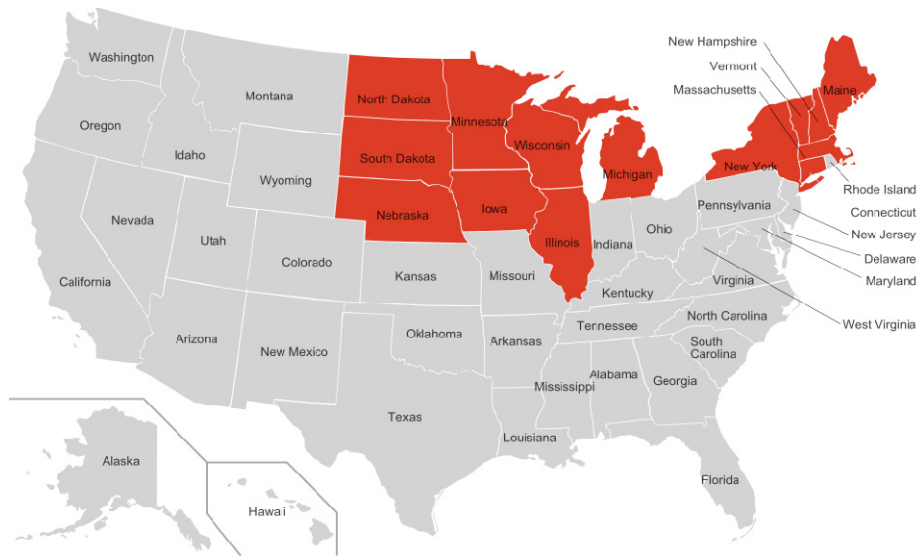 New Hampshire
Washington
Vermont
Montana
Massachusetts
Maine
North Dakota
Oregon
Minnesota
Idaho
Wisconsin
South Dakota
New York
Michigan
Wyoming
Rhode Island
Pennsylvania
Nebraska
Iowa
Connecticut
Nevada
Illinois
Indiana
Ohio
New Jersey
Utah
Delaware
Colorado
California
Kansas
Missouri
Virginia
Maryland
Kentucky
North Carolina
West Virginia
Oklahoma
Tennessee
Arizona
New Mexico
Arkansas
South
Carolina
Alabama
Georgia
Mississippi
Texas
Louisiana
Alaska
Florida
Hawaii